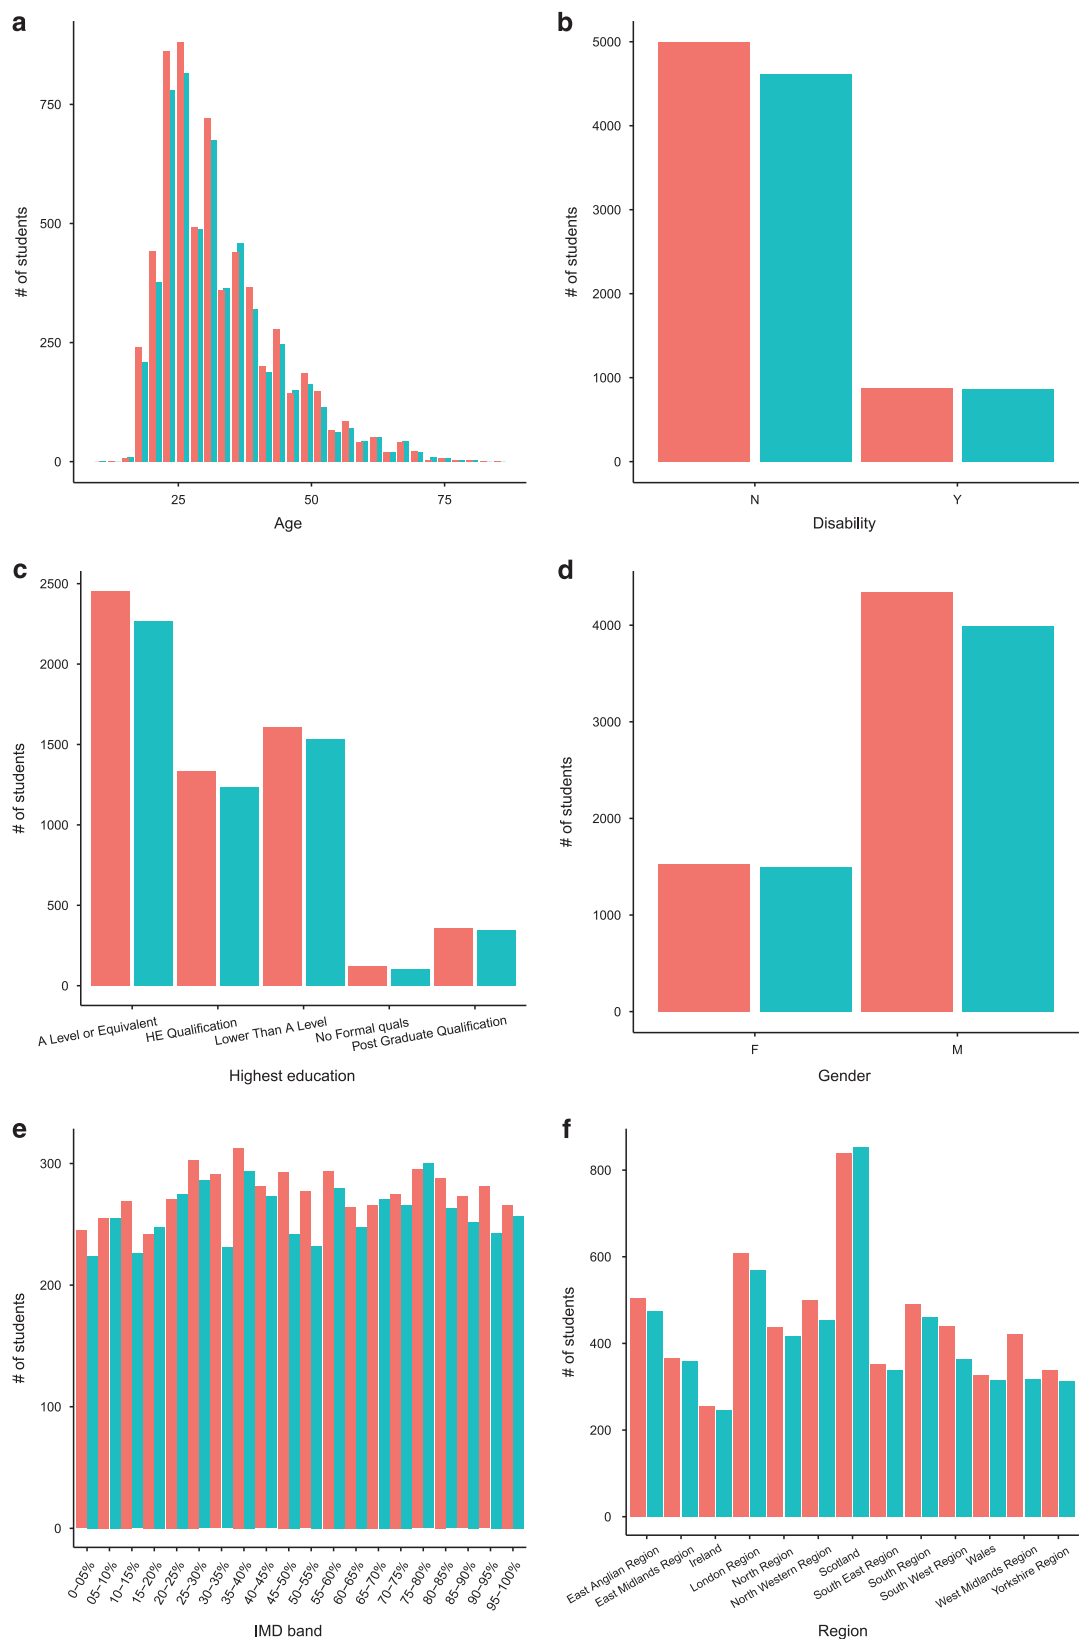 a
# of students
750
500
250
0
25
50
75
Age
b
# of students
5000
4000
3000
2000
1000
0
N
Y
Disability
c
# of students
2500
2000
1500
1000
500
0
A Level or Equivalent
HE Qualification
Lower Than A Level
No Formal quals
Post Graduate Qualification
Highest education
d
# of students
4000
3000
2000
1000
0
F
M
Gender
e
# of students
300
200
100
0
0–05%
05–10%
10–15%
15–20%
20–25%
25–30%
30–35%
35–40%
40–45%
45–50%
50–55%
55–60%
60–65%
65–70%
70–75%
75–80%
80–85%
85–90%
90–95%
95–100%
IMD band
f
# of students
800
600
400
200
0
East Anglian Region
East Midlands Region
Ireland
London Region
North Region
North Western Region
Scotland
South East Region
South Region
South West Region
Wales
West Midlands Region
Yorkshire Region
Region